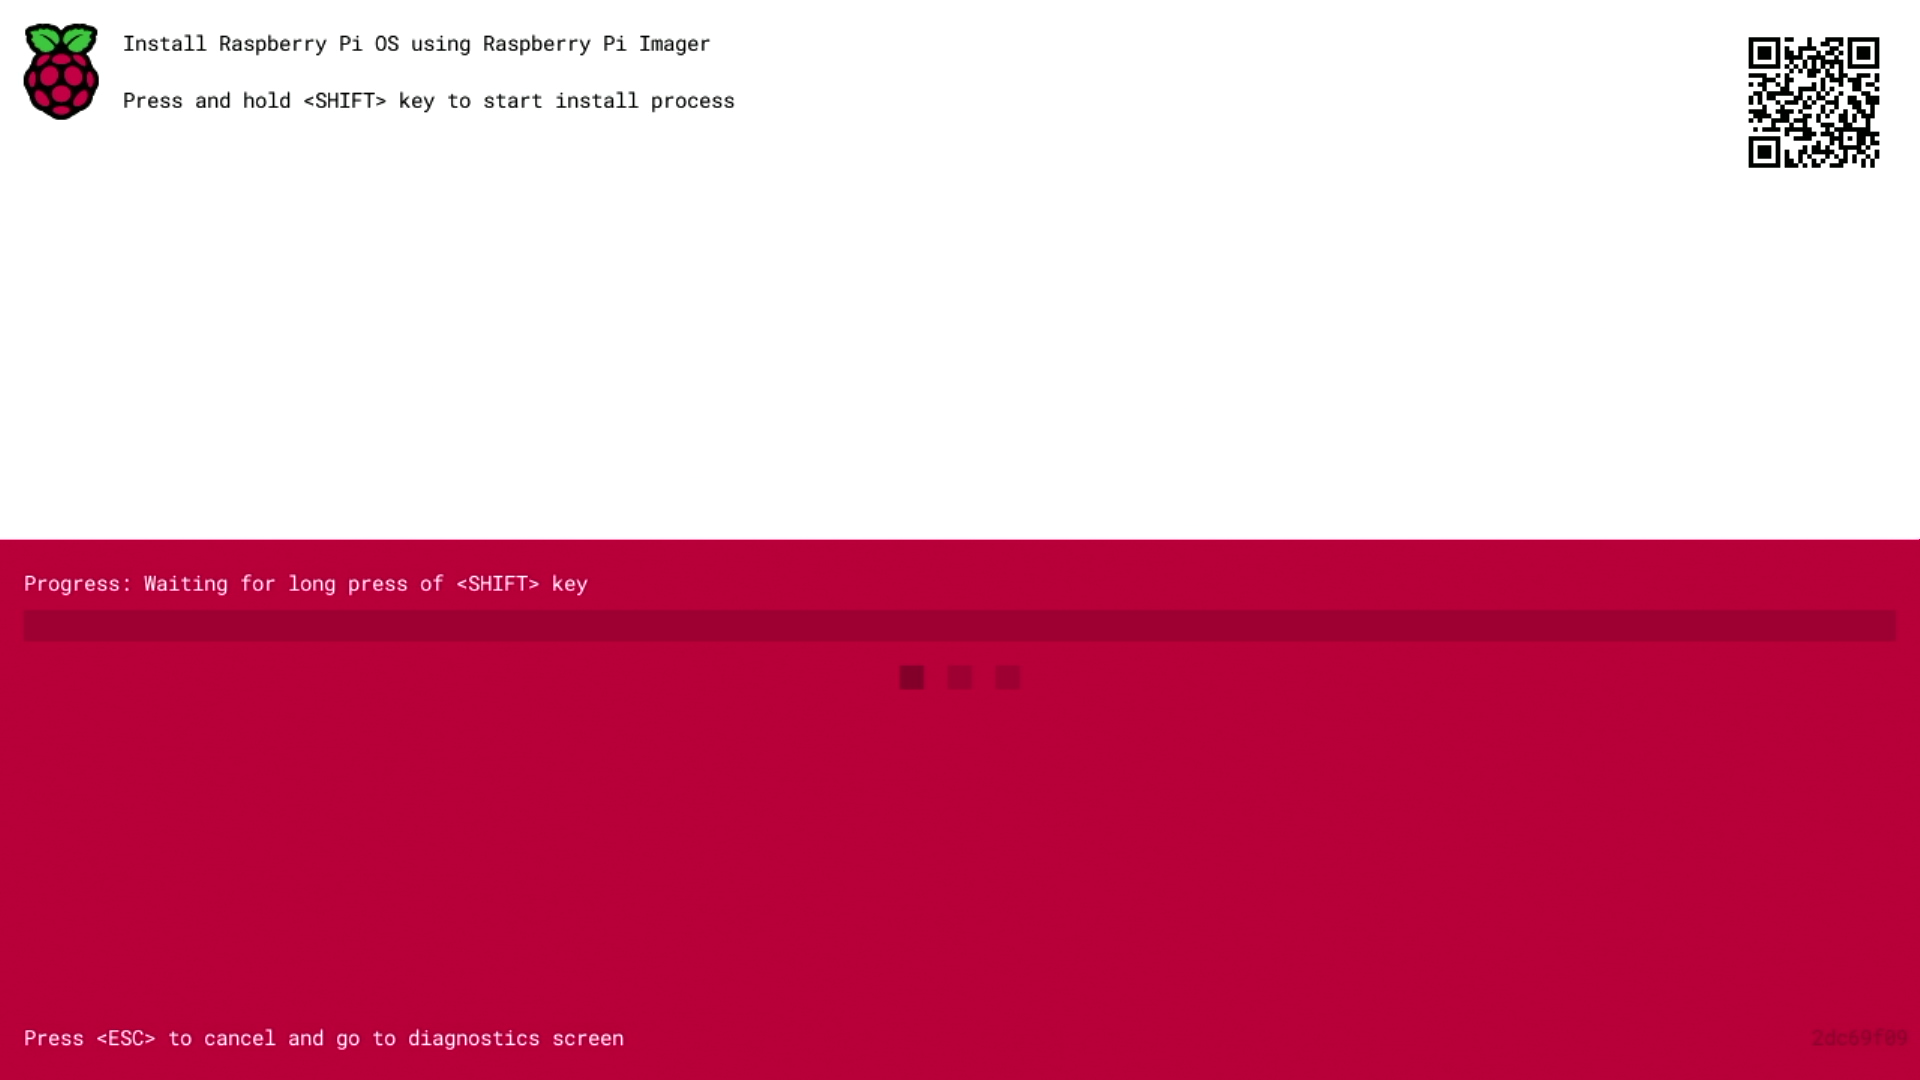 Install Raspberry Pi OS using Raspberry Pi Imager
Press and hold <SHIFT> key to start install process
Progress: Waiting for long press of <SHIFT> key
Press <ESC> to cancel and go to diagnostics screen
2dc69f09